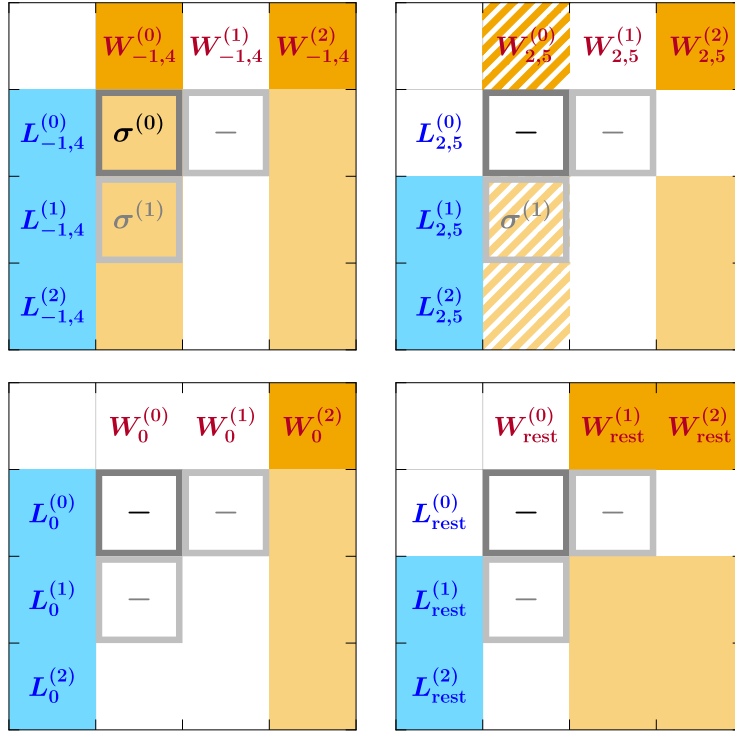 W_{-1,4}^{(0)} W_{-1,4}^{(1)} W_{-1,4}^{(2)}
L_{-1,4}^{(0)} σ^{(0)} —
L_{-1,4}^{(1)} σ^{(1)}
L_{-1,4}^{(2)}
W_{2,5}^{(0)} W_{2,5}^{(1)} W_{2,5}^{(2)}
L_{2,5}^{(0)} — —
L_{2,5}^{(1)} σ^{(1)}
L_{2,5}^{(2)}
W_0^{(0)} W_0^{(1)} W_0^{(2)}
L_0^{(0)} — —
L_0^{(1)} —
L_0^{(2)}
W_{rest}^{(0)} W_{rest}^{(1)} W_{rest}^{(2)}
L_{rest}^{(0)} — —
L_{rest}^{(1)} —
L_{rest}^{(2)}